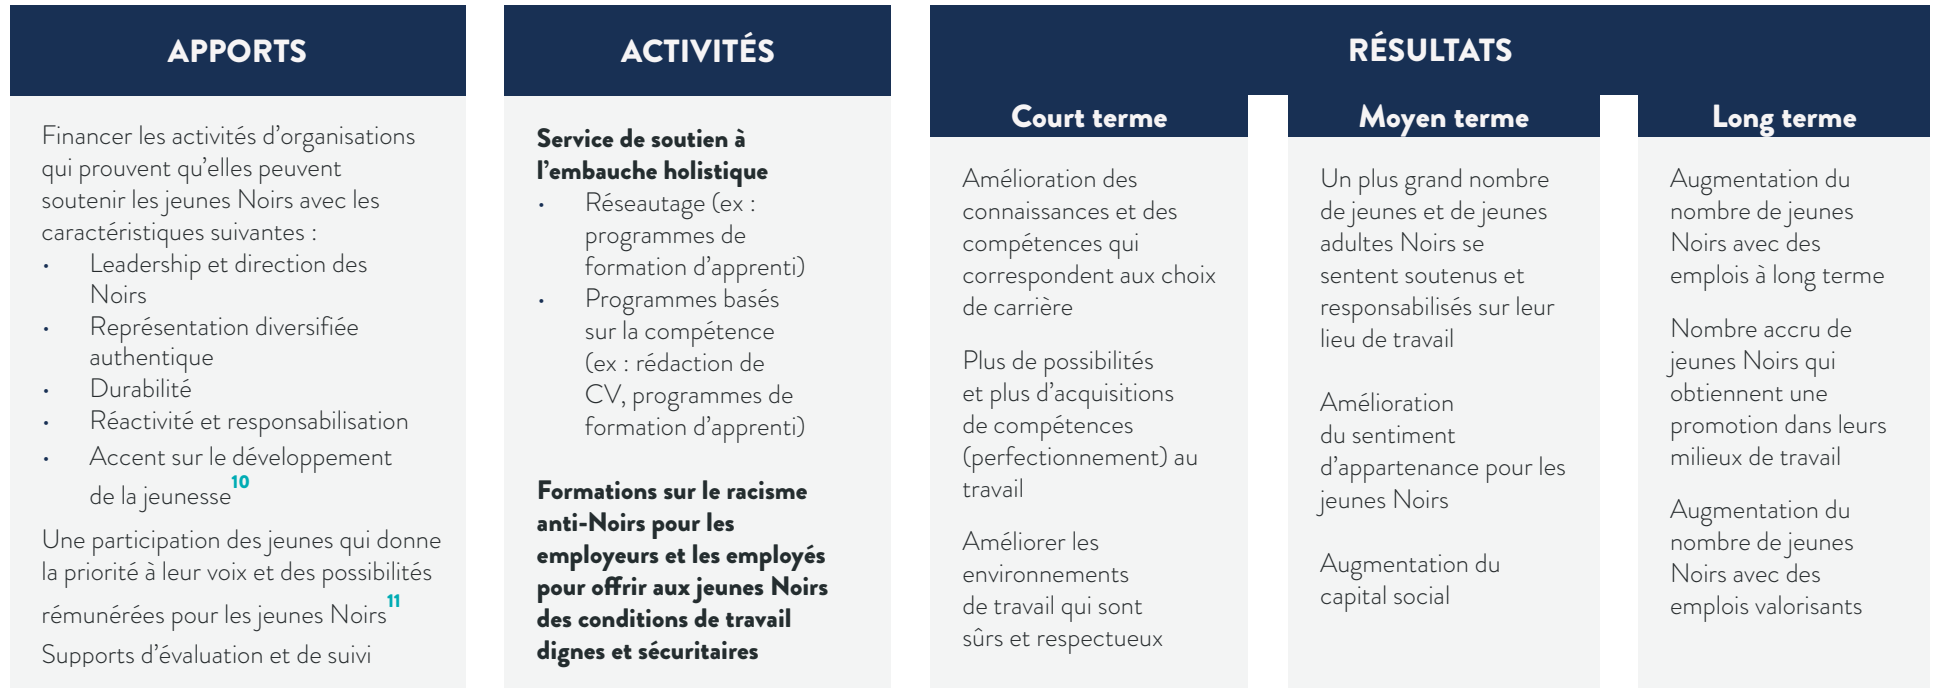 APPORTS
Financer les activités d'organisations
qui prouvent qu'elles peuvent
soutenir les jeunes Noirs avec les
caractéristiques suivantes :
• Leadership et direction des
Noirs
• Représentation diversifiée
authentique
• Durabilité
• Réactivité et responsabilisation
• Accent sur le développement
de la jeunesse10
Une participation des jeunes qui donne
la priorité à leur voix et des possibilités
rémunérées pour les jeunes Noirs11
Supports d'évaluation et de suivi
ACTIVITÉS
Service de soutien à
l'embauche holistique
• Réseautage (ex :
programmes de
formation d'apprenti)
• Programmes basés
sur la compétence
(ex : rédaction de
CV, programmes de
formation d'apprenti)
Formations sur le racisme
anti-Noirs pour les
employeurs et les employés
pour offrir aux jeunes Noirs
des conditions de travail
dignes et sécuritaires
RÉSULTATS
Court terme
Amélioration des
connaissances et des
compétences qui
correspondent aux choix
de carrière
Plus de possibilités
et plus d'acquisitions
de compétences
(perfectionnement) au
travail
Améliorer les
environnements
de travail qui sont
sûrs et respectueux
Moyen terme
Un plus grand nombre
de jeunes et de jeunes
adultes Noirs se
sentent soutenus et
responsabilisés sur leur
lieu de travail
Amélioration
du sentiment
d'appartenance pour les
jeunes Noirs
Augmentation du
capital social
Long terme
Augmentation du
nombre de jeunes
Noirs avec des
emplois à long terme
Nombre accru de
jeunes Noirs qui
obtiennent une
promotion dans leurs
milieux de travail
Augmentation du
nombre de jeunes
Noirs avec des
emplois valorisants